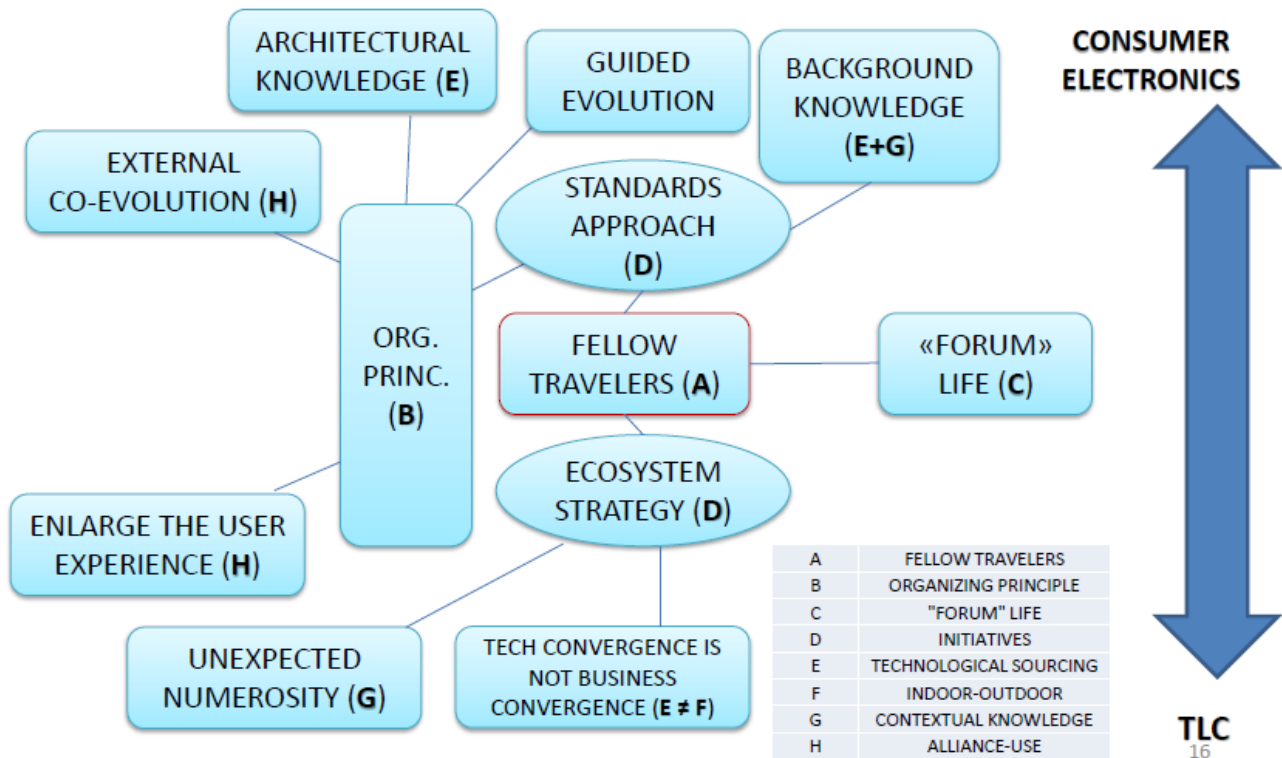 ARCHITECTURAL
KNOWLEDGE (E)
GUIDED
EVOLUTION
BACKGROUND
KNOWLEDGE
(E+G)
CONSUMER
ELECTRONICS
EXTERNAL
CO-EVOLUTION (H)
STANDARDS
APPROACH
(D)
ORG.
PRINC.
(B)
FELLOW
TRAVELERS (A)
«FORUM»
LIFE (C)
ECOSYSTEM
STRATEGY (D)
ENLARGE THE USER
EXPERIENCE (H)
UNEXPECTED
NUMEROSITY (G)
TECH CONVERGENCE IS
NOT BUSINESS
CONVERGENCE (E ≠ F)
A FELLOW TRAVELERS
B ORGANIZING PRINCIPLE
C "FORUM" LIFE
D INITIATIVES
E TECHNOLOGICAL SOURCING
F INDOOR-OUTDOOR
G CONTEXTUAL KNOWLEDGE
H ALLIANCE-USE
TLC
16